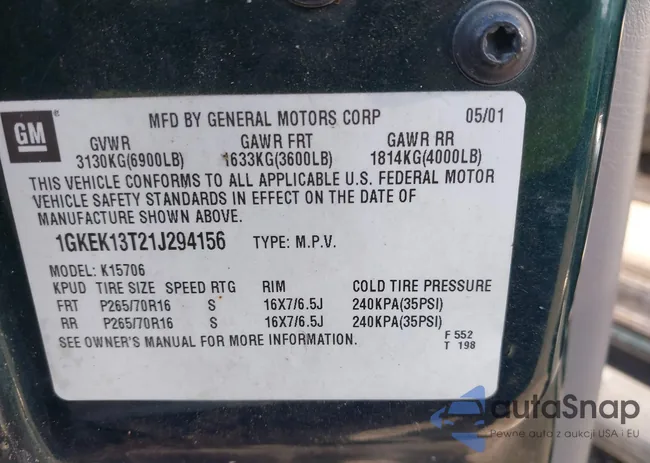 GM
MFD BY GENERAL MOTORS CORP 05/01
GVWR GAWR FRT GAWR RR
3130KG(6900LB) 1633KG(3600LB) 1814KG(4000LB)
THIS VEHICLE CONFORMS TO ALL APPLICABLE U.S. FEDERAL MOTOR
VEHICLE SAFETY STANDARDS IN EFFECT ON THE DATE OF
MANUFACTURE SHOWN ABOVE.
1GKEK13T21J294156 TYPE: M.P.V.
MODEL: K15706
KPUD TIRE SIZE SPEED RTG RIM COLD TIRE PRESSURE
FRT P265/70R16 S 16X7/6.5J 240KPA(35PSI)
RR P265/70R16 S 16X7/6.5J 240KPA(35PSI)
SEE OWNER'S MANUAL FOR MORE INFORMATION.
F 552
T 198
autaSnap
Pewne auto z aukcji USA i EU